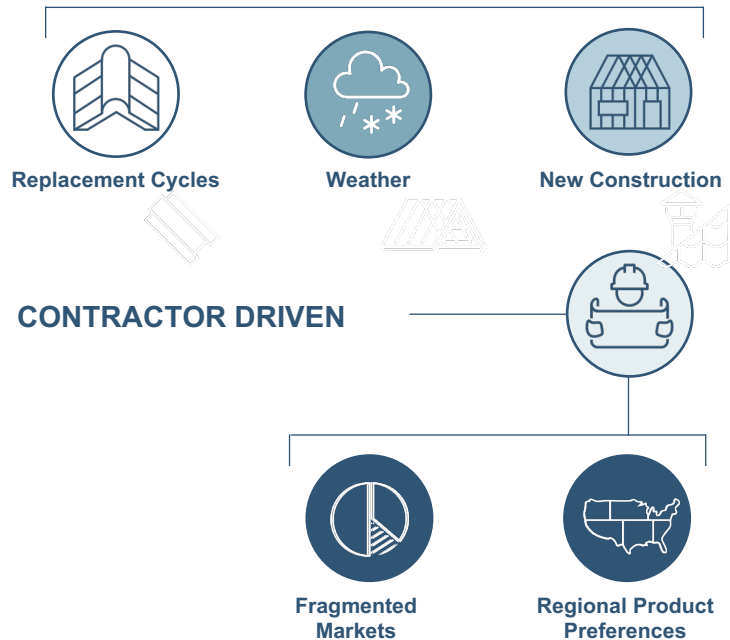 Replacement Cycles
Weather
New Construction
CONTRACTOR DRIVEN
Fragmented
Markets
Regional Product
Preferences